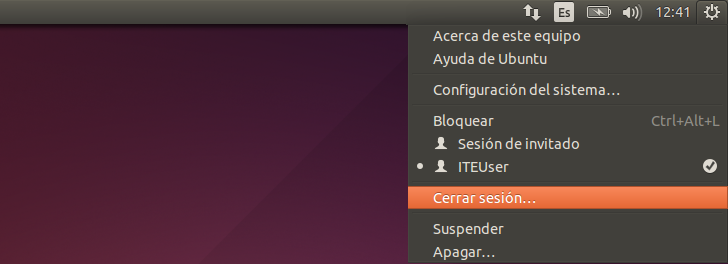 Es 12:41
Acerca de este equipo
Ayuda de Ubuntu
Configuración del sistema...
Bloquear Ctrl+Alt+L
Sesión de invitado
ITEUser
Cerrar sesión...
Suspender
Apagar...